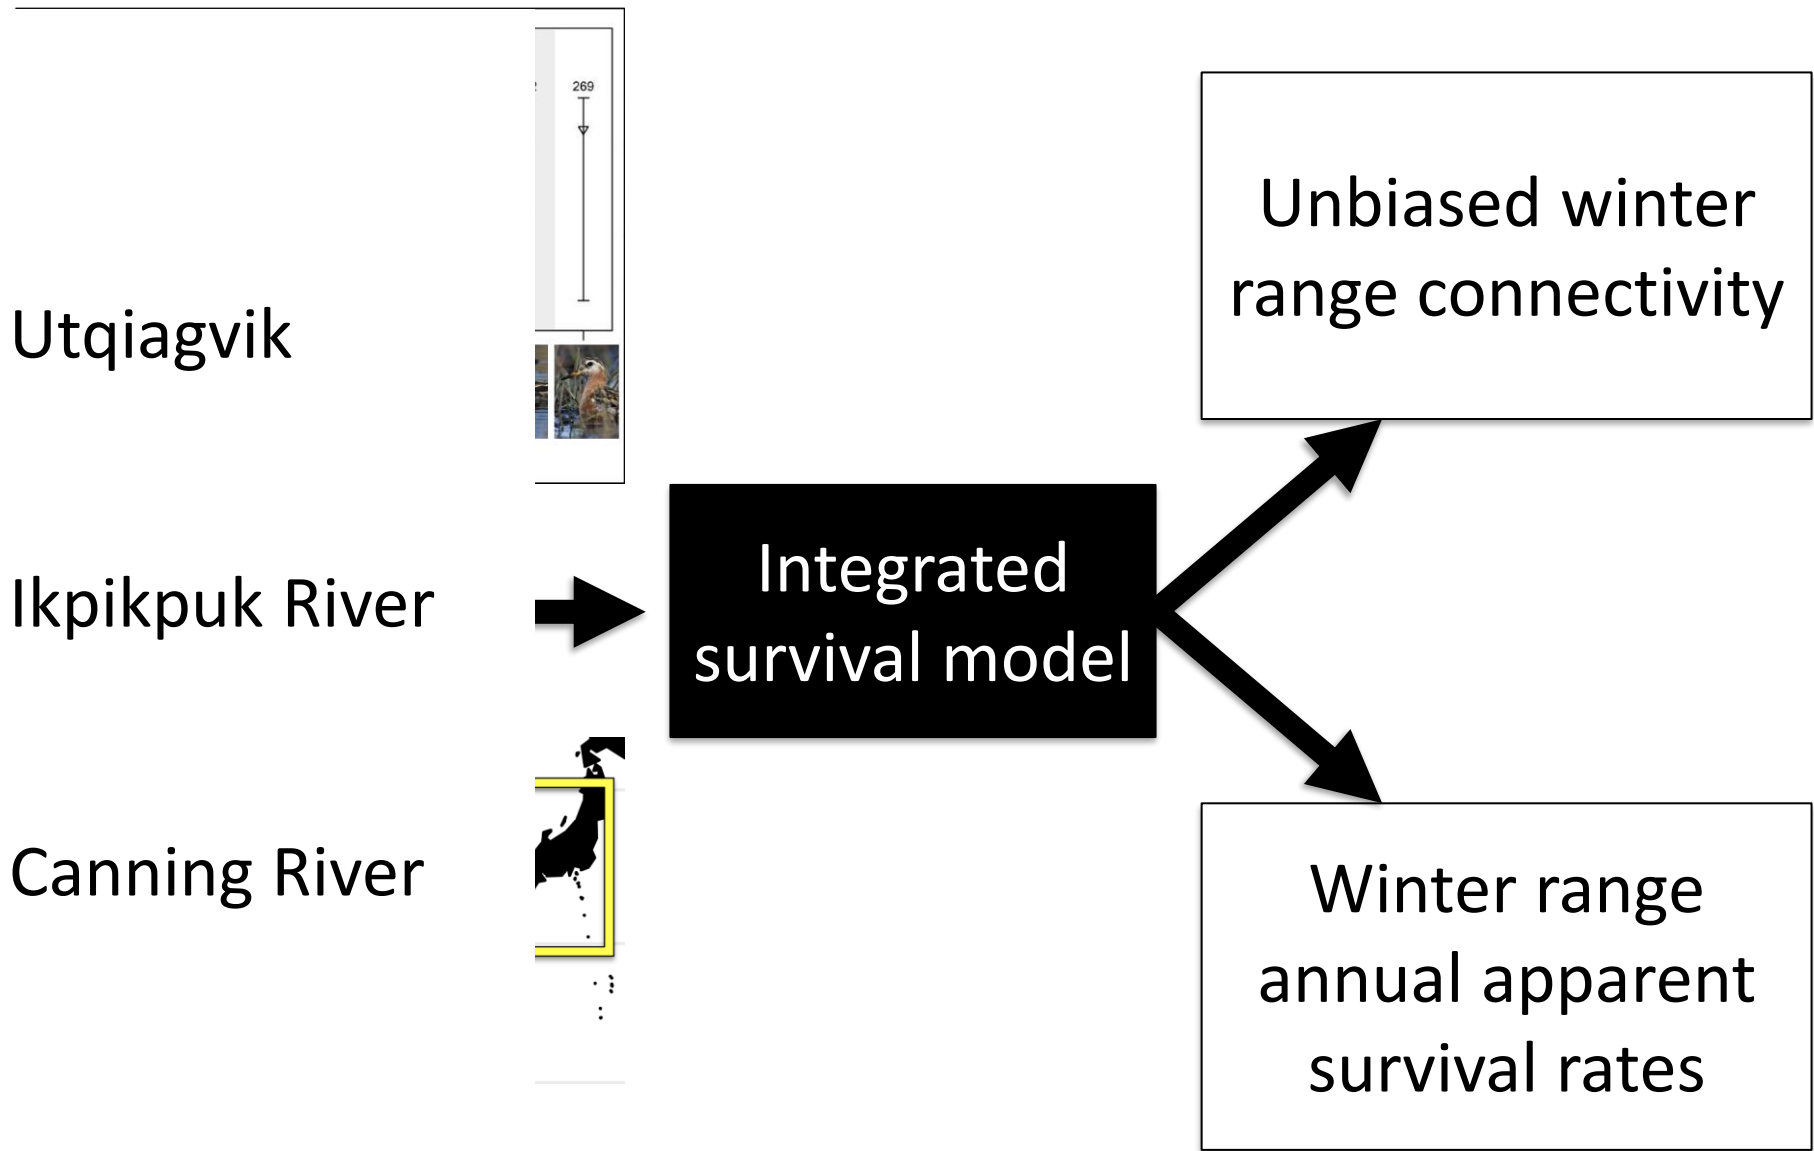 269
Utqiagvik
Ikpikpuk River
Canning River
Integrated
survival model
Unbiased winter
range connectivity
Winter range
annual apparent
survival rates